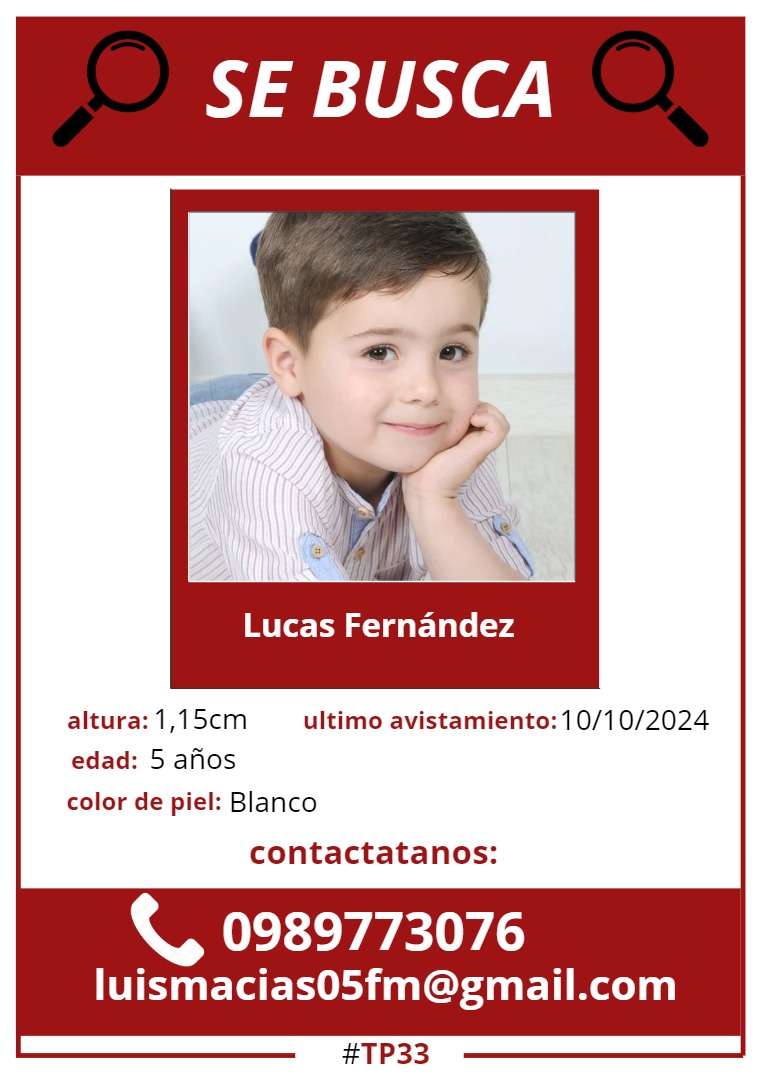 SE BUSCA
Lucas Fernández
altura: 1,15cm ultimo avistamiento: 10/10/2024
edad: 5 años
color de piel: Blanco
contactatanos:
0989773076
luismacias05fm@gmail.com
#TP33